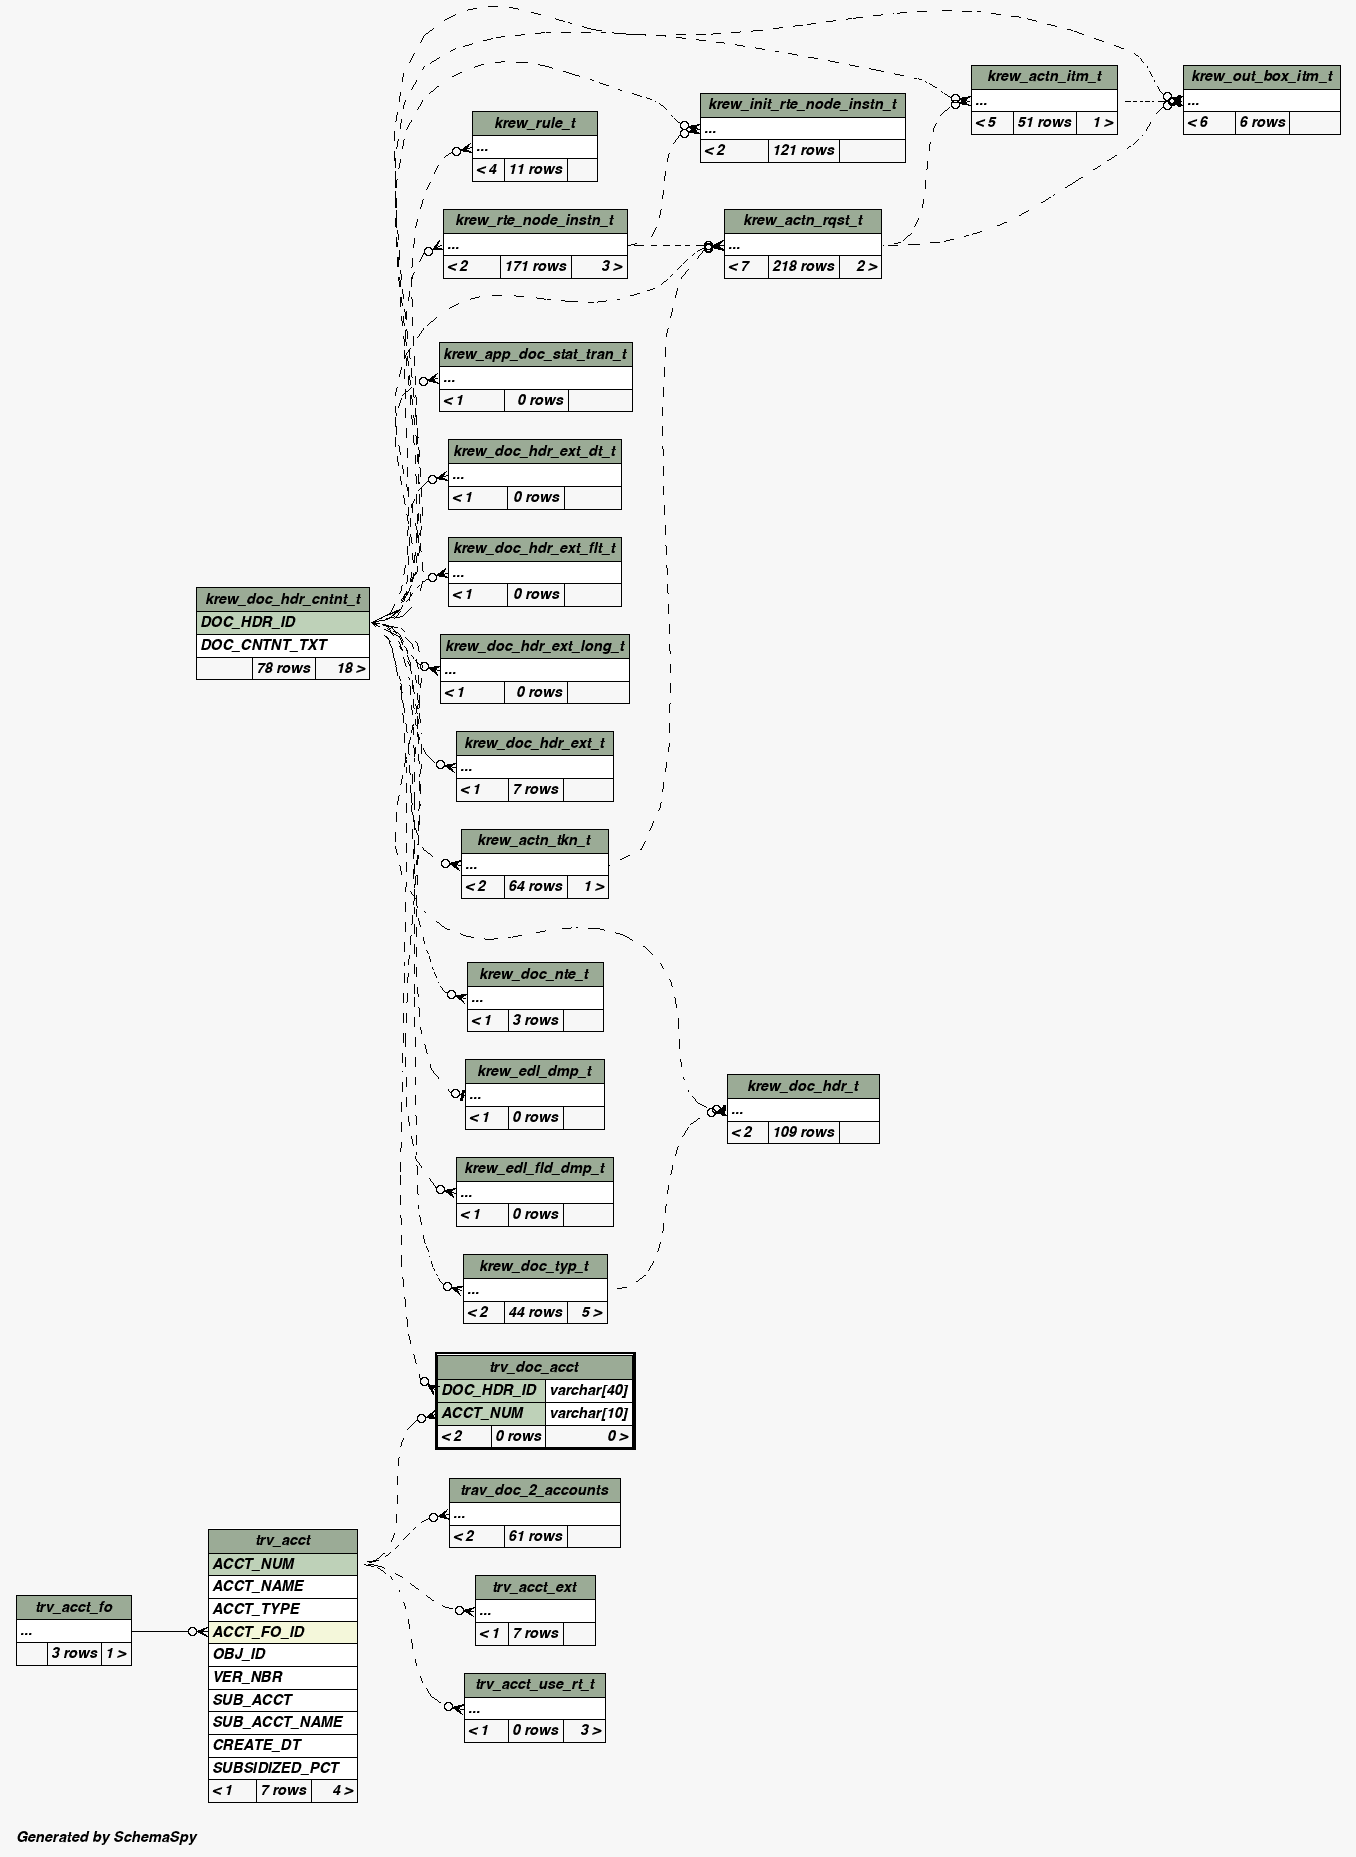 krew_actn_itm_t
...
< 5 51 rows 1 >
krew_out_box_itm_t
...
< 6 6 rows
krew_init_rte_node_instn_t
...
< 2 121 rows
krew_rule_t
...
< 4 11 rows
krew_rte_node_instn_t
...
< 2 171 rows 3 >
krew_actn_rqst_t
...
< 7 218 rows 2 >
krew_app_doc_stat_tran_t
...
< 1 0 rows
krew_doc_hdr_ext_dt_t
...
< 1 0 rows
krew_doc_hdr_ext_flt_t
...
< 1 0 rows
krew_doc_hdr_cntnt_t
DOC_HDR_ID
DOC_CNTNT_TXT
78 rows 18 >
krew_doc_hdr_ext_long_t
...
< 1 0 rows
krew_doc_hdr_ext_t
...
< 1 7 rows
krew_actn_tkn_t
...
< 2 64 rows 1 >
krew_doc_nte_t
...
< 1 3 rows
krew_edl_dmp_t
...
< 1 0 rows
krew_doc_hdr_t
...
< 2 109 rows
krew_edl_fld_dmp_t
...
< 1 0 rows
krew_doc_typ_t
...
< 2 44 rows 5 >
trv_doc_acct
DOC_HDR_ID varchar[40]
ACCT_NUM varchar[10]
< 2 0 rows 0 >
trav_doc_2_accounts
...
< 2 61 rows
trv_acct
ACCT_NUM
ACCT_NAME
ACCT_TYPE
ACCT_FO_ID
OBJ_ID
VER_NBR
SUB_ACCT
SUB_ACCT_NAME
CREATE_DT
SUBSIDIZED_PCT
< 1 7 rows 4 >
trv_acct_fo
...
3 rows 1 >
trv_acct_ext
...
< 1 7 rows
trv_acct_use_rt_t
...
< 1 0 rows 3 >
Generated by SchemaSpy